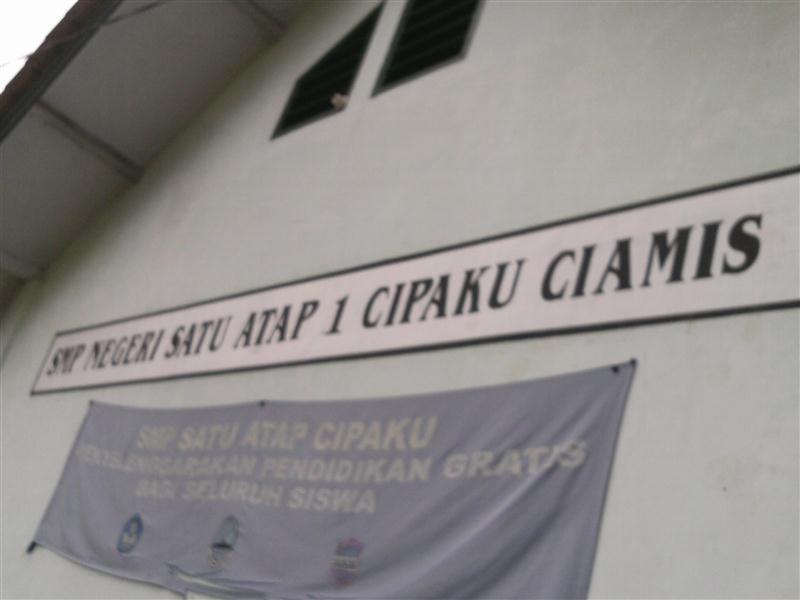 SMP NEGERI SATU ATAP 1 CIPAKU CIAMIS
SMP SATU ATAP CIPAKU
MENYELENGGARAKAN PENDIDIKAN GRATIS
BAGI SELURUH SISWA